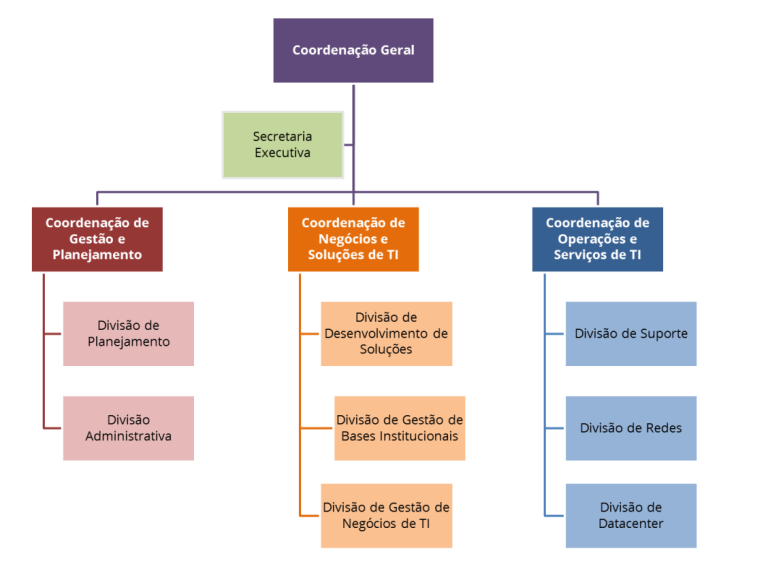 Coordenação Geral
Secretaria
Executiva
Coordenação de
Gestão e
Planejamento
Coordenação de
Negócios e
Soluções de TI
Coordenação de
Operações e
Serviços de TI
Divisão de
Planejamento
Divisão
Administrativa
Divisão de
Desenvolvimento de
Soluções
Divisão de Gestão de
Bases Institucionais
Divisão de Gestão de
Negócios de TI
Divisão de Suporte
Divisão de Redes
Divisão de
Datacenter